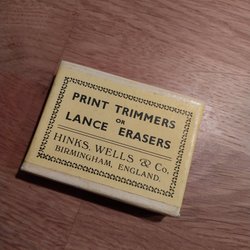 PRINT TRIMMERS
OR
LANCE ERASERS
HINKS, WELLS & Co.
BIRMINGHAM, ENGLAND.